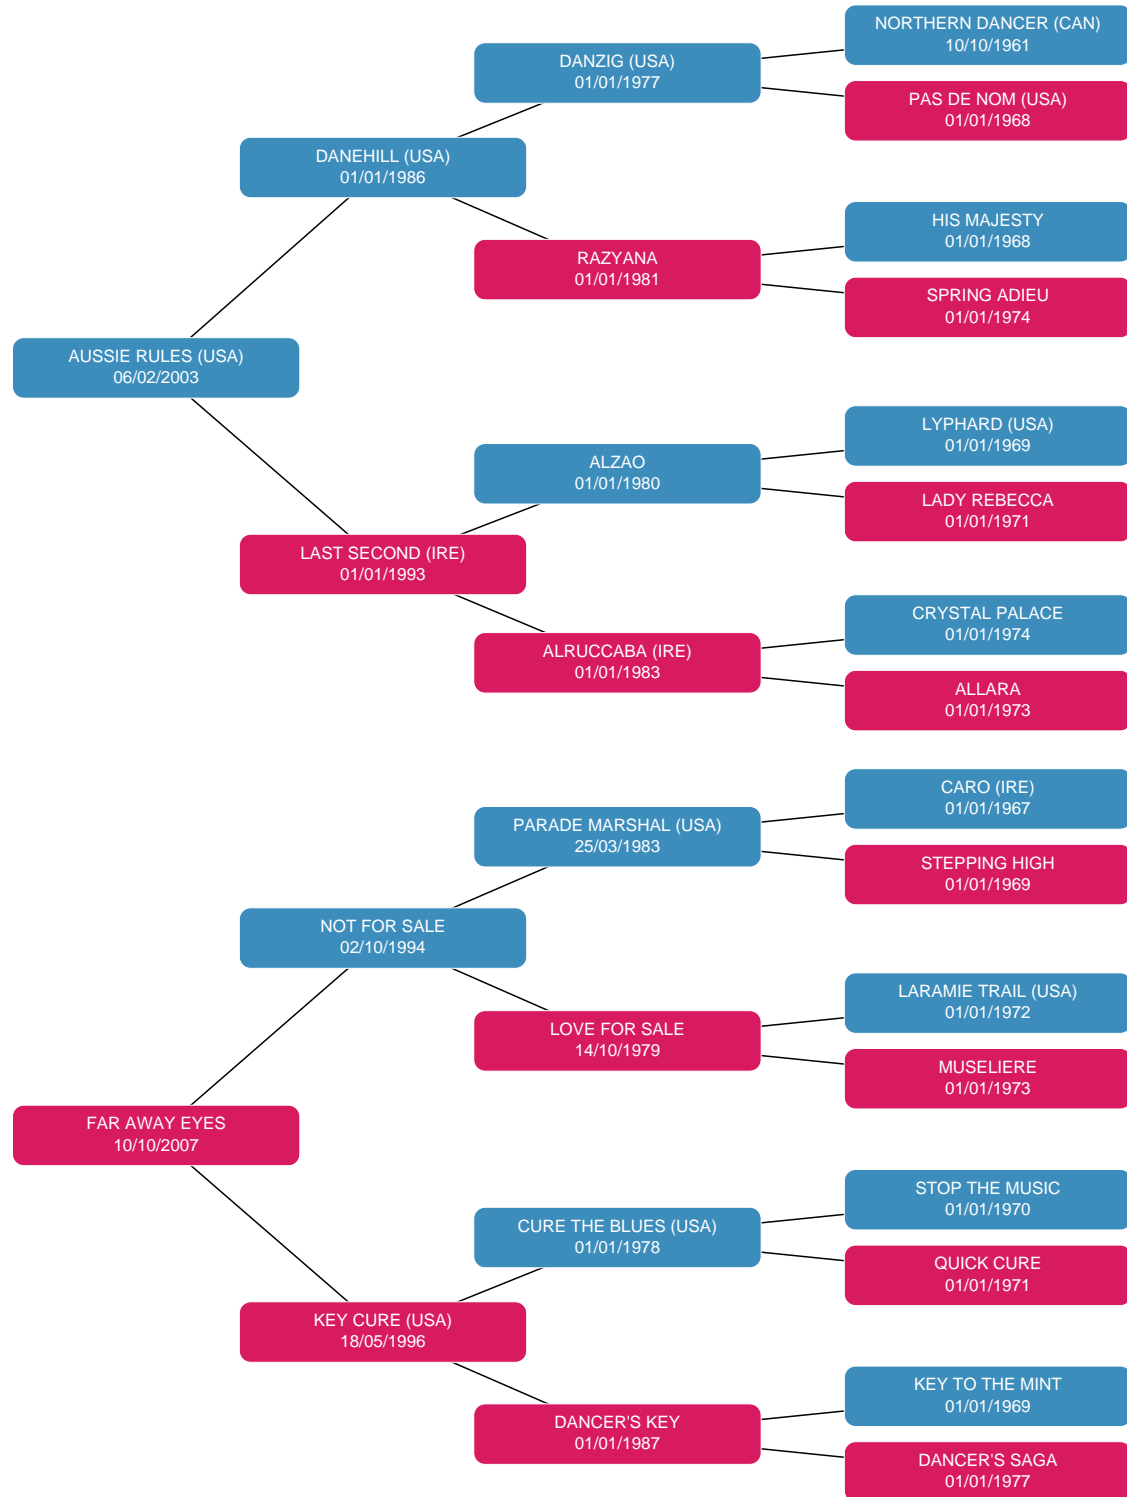 NORTHERN DANCER (CAN)
10/10/1961
DANZIG (USA)
01/01/1977
PAS DE NOM (USA)
01/01/1968
DANEHILL (USA)
01/01/1986
HIS MAJESTY
01/01/1968
RAZYANA
01/01/1981
SPRING ADIEU
01/01/1974
AUSSIE RULES (USA)
06/02/2003
LYPHARD (USA)
01/01/1969
ALZAO
01/01/1980
LADY REBECCA
01/01/1971
LAST SECOND (IRE)
01/01/1993
CRYSTAL PALACE
01/01/1974
ALRUCCABA (IRE)
01/01/1983
ALLARA
01/01/1973
CARO (IRE)
01/01/1967
PARADE MARSHAL (USA)
25/03/1983
STEPPING HIGH
01/01/1969
NOT FOR SALE
02/10/1994
LARAMIE TRAIL (USA)
01/01/1972
LOVE FOR SALE
14/10/1979
MUSELIERE
01/01/1973
FAR AWAY EYES
10/10/2007
STOP THE MUSIC
01/01/1970
CURE THE BLUES (USA)
01/01/1978
QUICK CURE
01/01/1971
KEY CURE (USA)
18/05/1996
KEY TO THE MINT
01/01/1969
DANCER'S KEY
01/01/1987
DANCER'S SAGA
01/01/1977